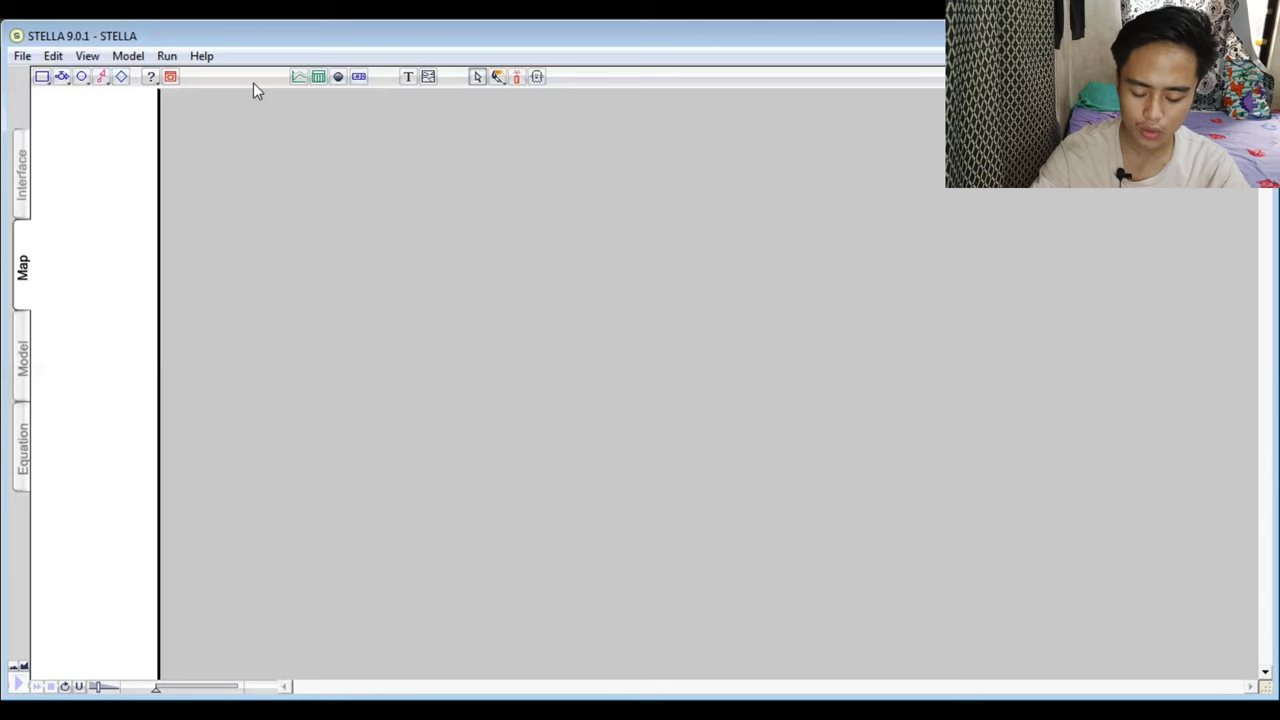 STELLA 9.0.1 - STELLA
File Edit View Model Run Help
? T
Interface
Map
Model
Equation
U